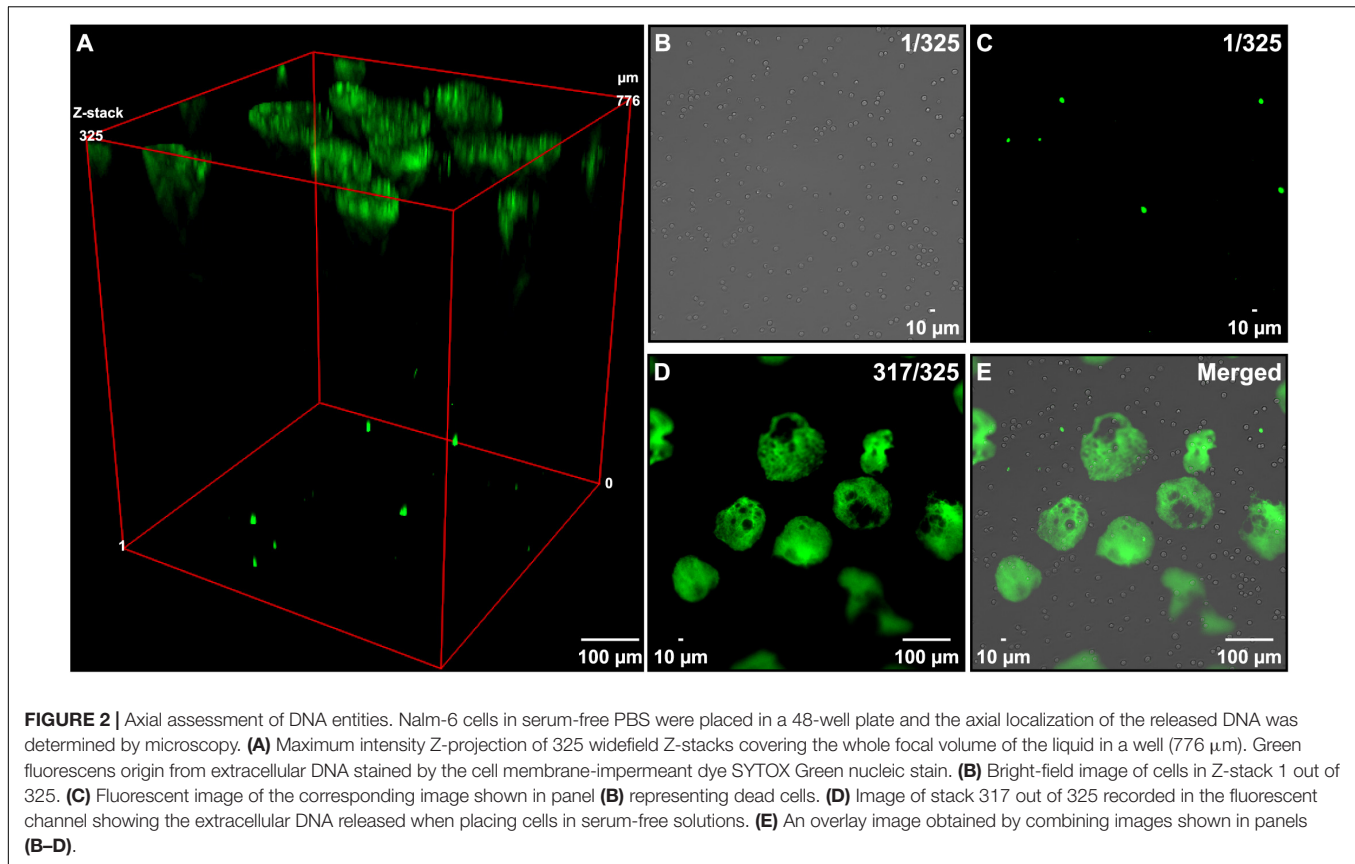 A
µm
776
Z-stack
325
0
1
100 µm
B
1/325
10 µm
C
1/325
10 µm
D
317/325
10 µm
100 µm
E
Merged
10 µm
100 µm
FIGURE 2 | Axial assessment of DNA entities. Nalm-6 cells in serum-free PBS were placed in a 48-well plate and the axial localization of the released DNA was
determined by microscopy. (A) Maximum intensity Z-projection of 325 widefield Z-stacks covering the whole focal volume of the liquid in a well (776 µm). Green
fluorescens origin from extracellular DNA stained by the cell membrane-impermeant dye SYTOX Green nucleic stain. (B) Bright-field image of cells in Z-stack 1 out of
325. (C) Fluorescent image of the corresponding image shown in panel (B) representing dead cells. (D) Image of stack 317 out of 325 recorded in the fluorescent
channel showing the extracellular DNA released when placing cells in serum-free solutions. (E) An overlay image obtained by combining images shown in panels
(B–D).